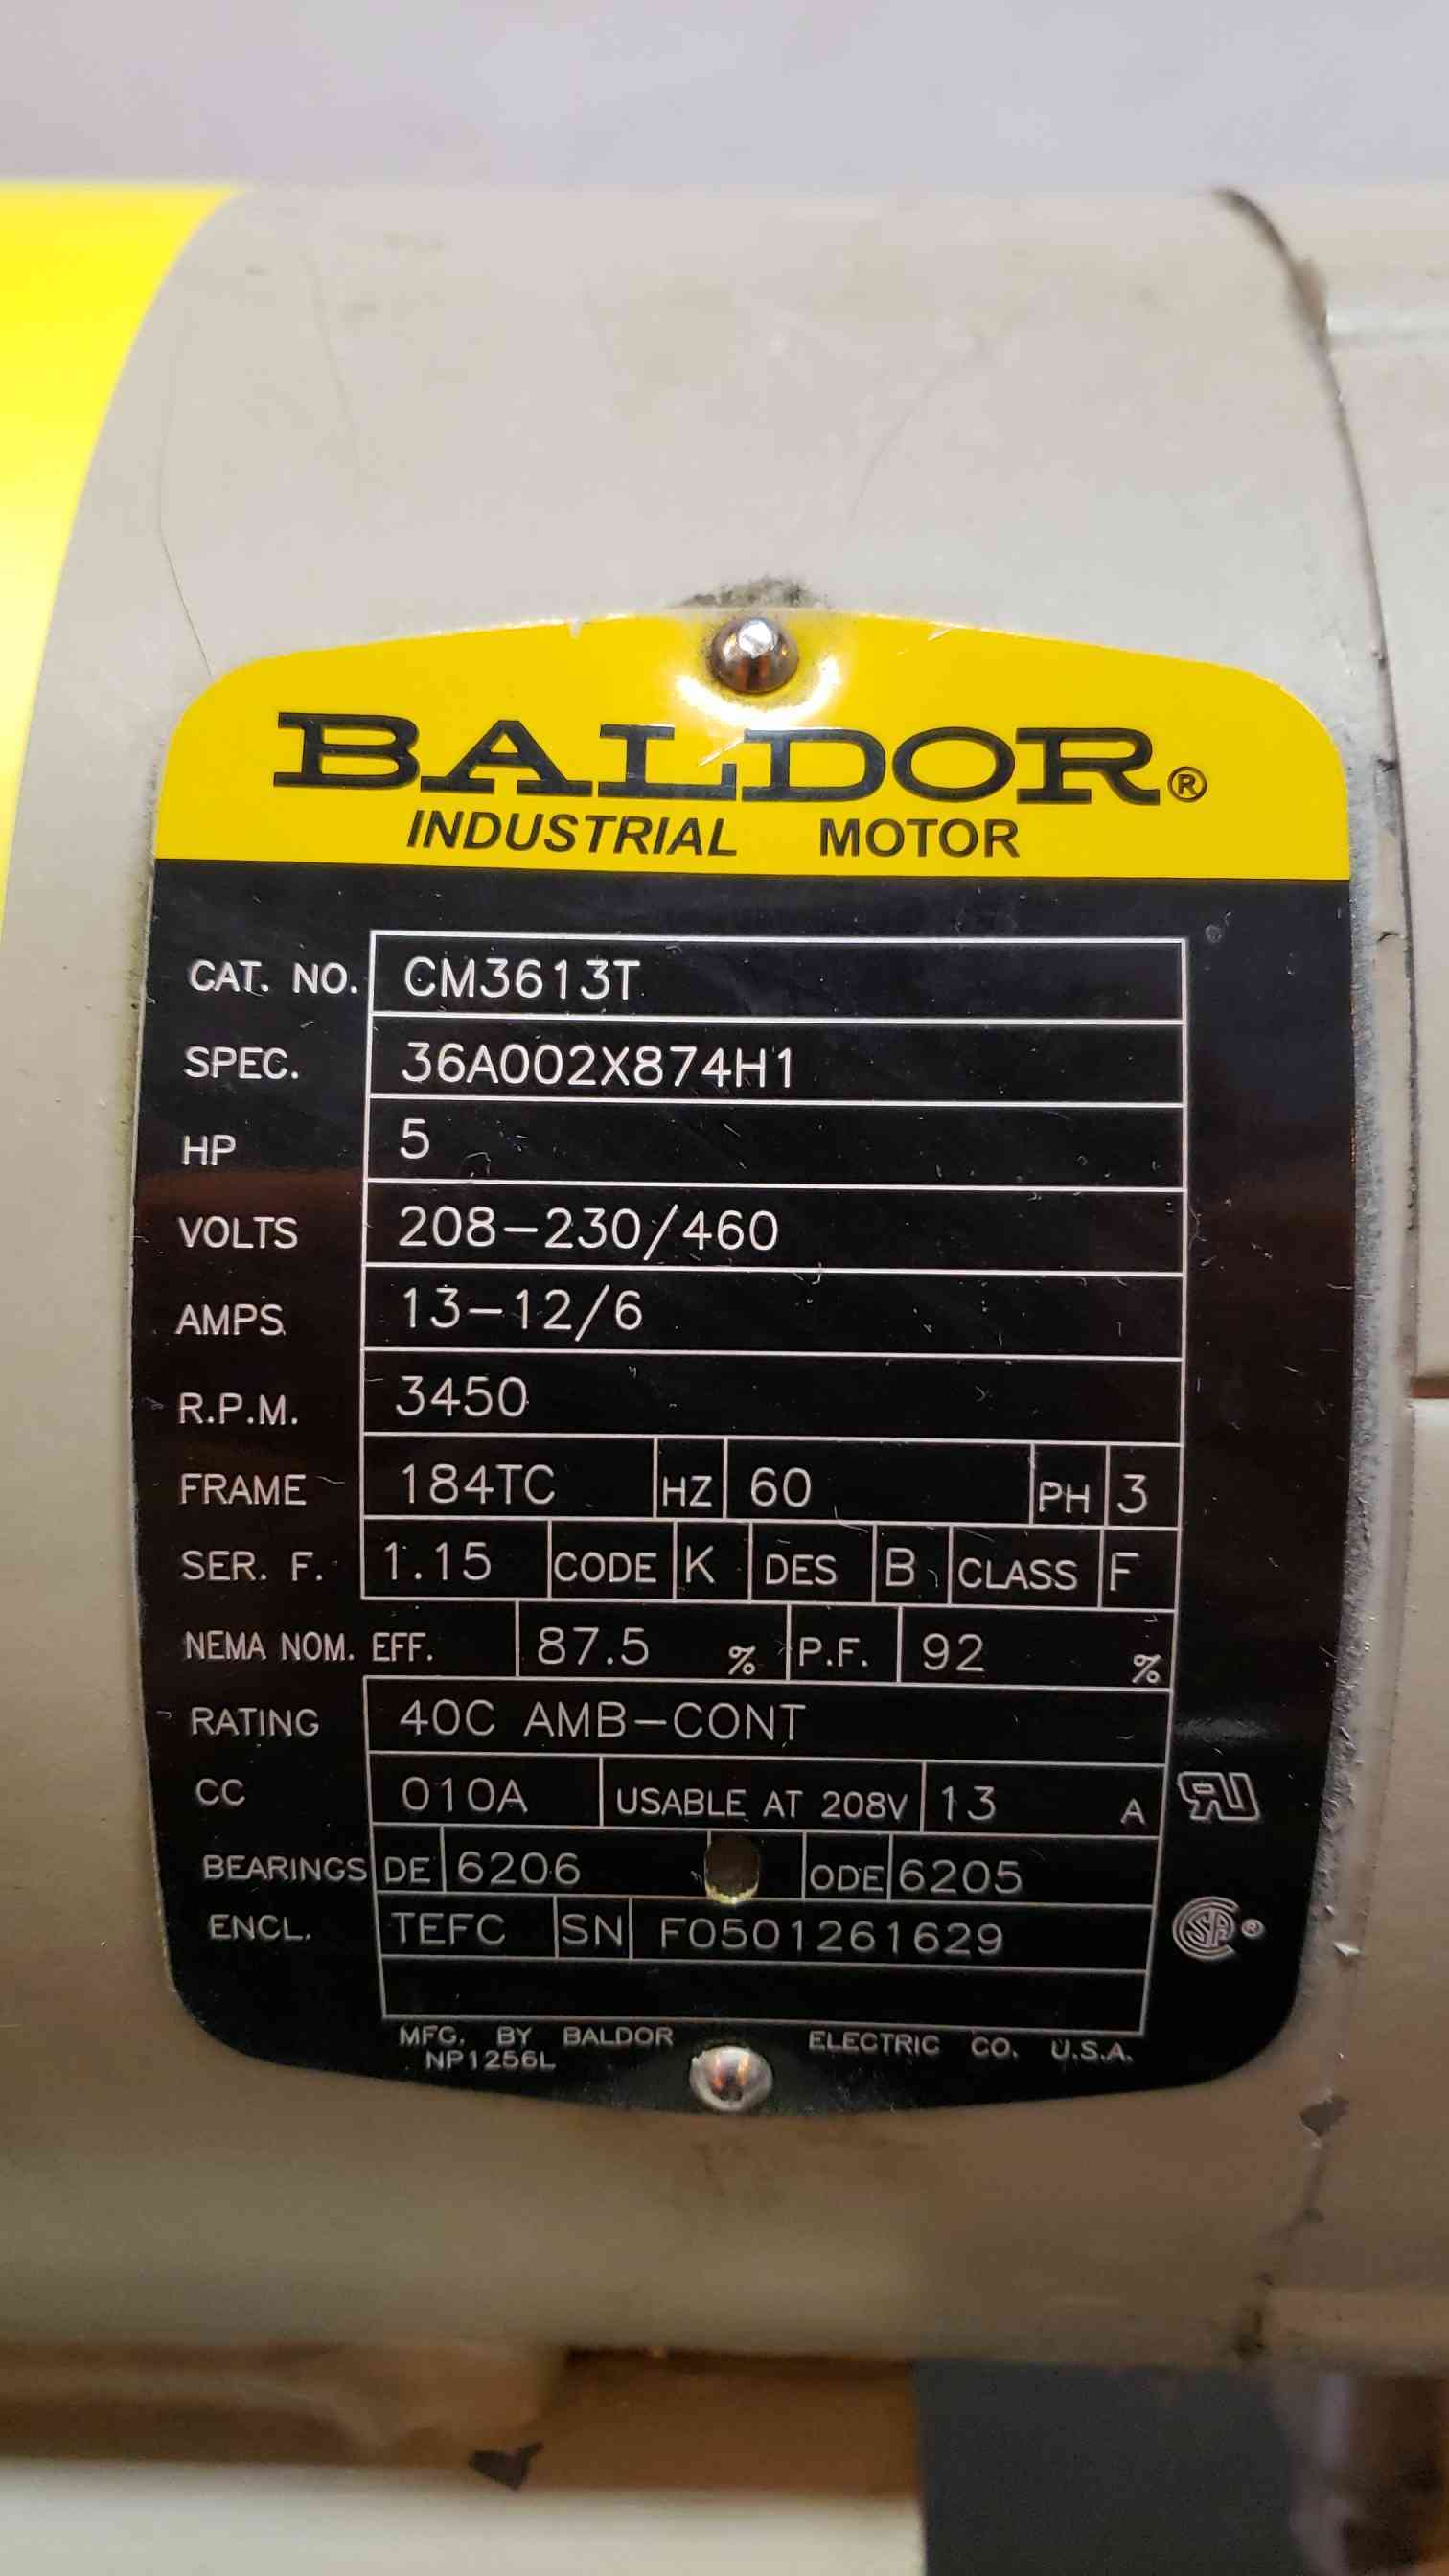 BALDOR®
INDUSTRIAL MOTOR
CAT. NO. CM3613T
SPEC. 36A002X874H1
HP 5
VOLTS 208-230/460
AMPS 13-12/6
R.P.M. 3450
FRAME 184TC HZ 60 PH 3
SER. F. 1.15 CODE K DES B CLASS F
NEMA NOM. EFF. 87.5 % P.F. 92 %
RATING 40C AMB-CONT
CC 010A USABLE AT 208V 13 A
BEARINGS DE 6206 ODE 6205
ENCL. TEFC SN F0501261629
MFG. BY BALDOR ELECTRIC CO. U.S.A.
NP1256L